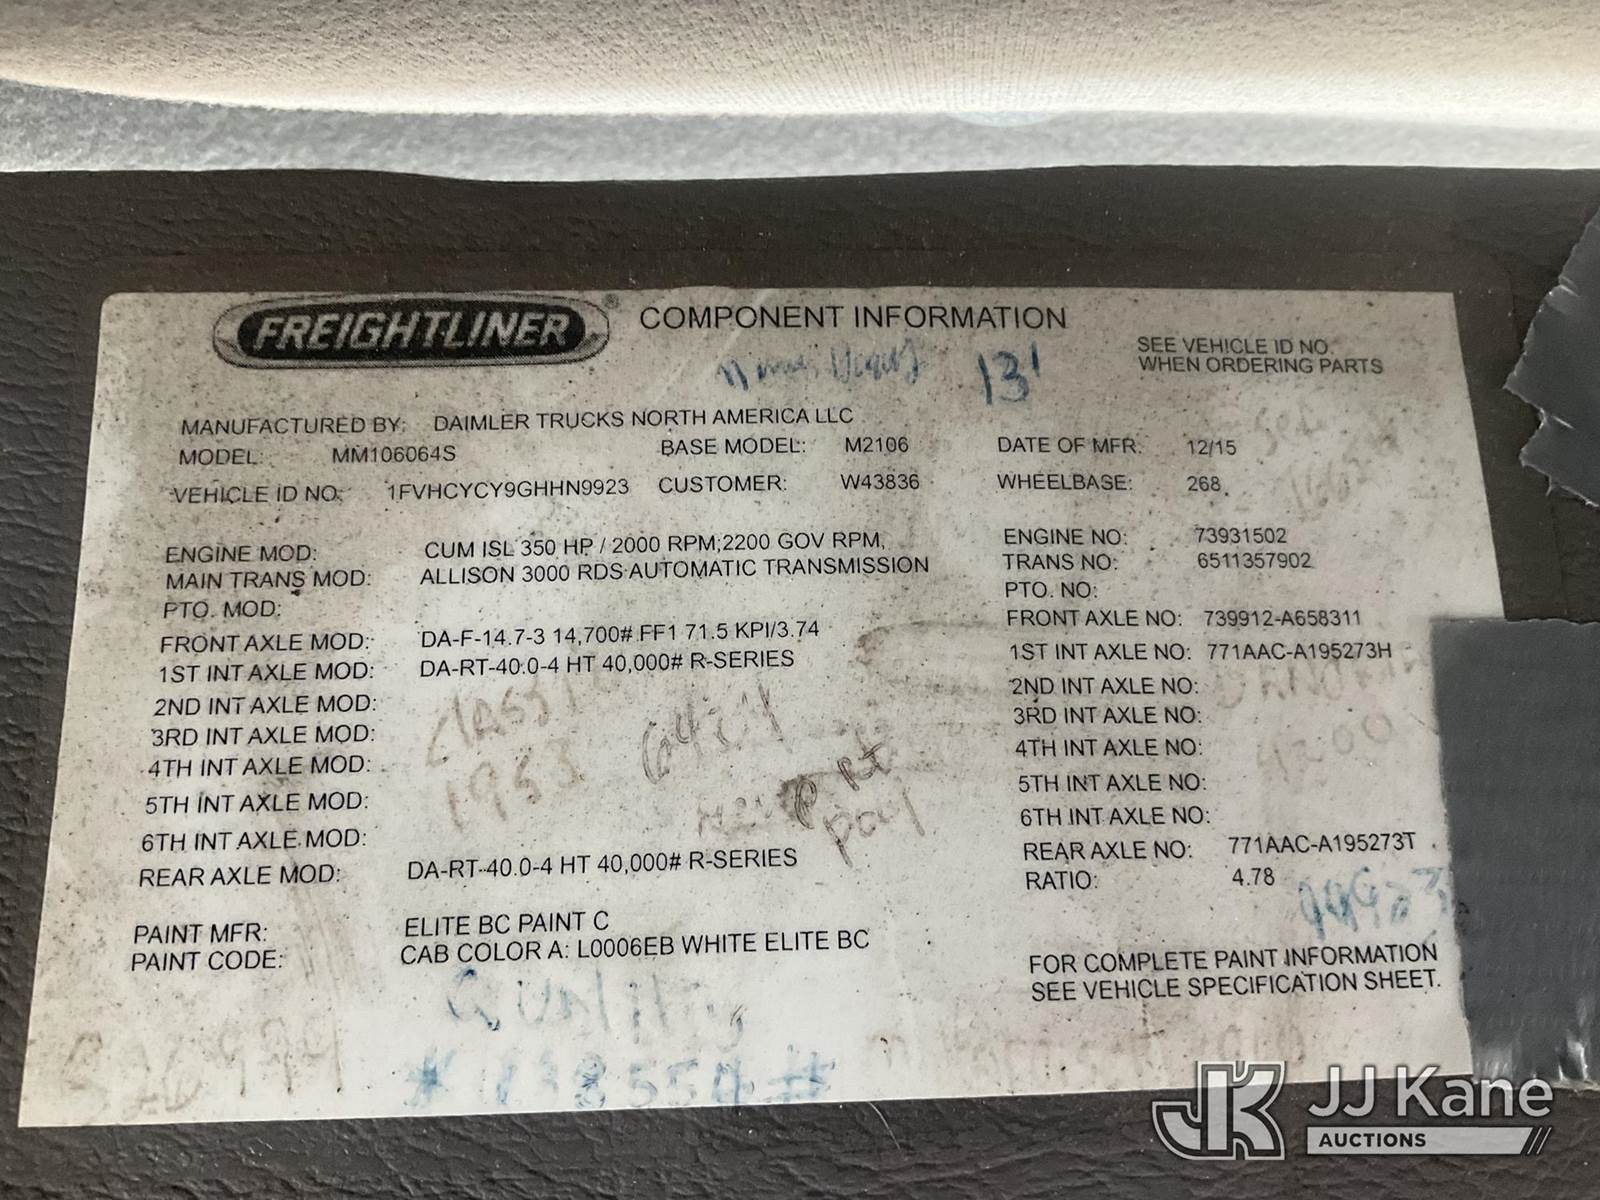 FREIGHTLINER® COMPONENT INFORMATION
13'
SEE VEHICLE ID NO.
WHEN ORDERING PARTS
MANUFACTURED BY: DAIMLER TRUCKS NORTH AMERICA LLC
MODEL: MM106064S BASE MODEL: M2106 DATE OF MFR: 12/15
VEHICLE ID NO: 1FVHCYCY9GHHN9923 CUSTOMER: W43836 WHEELBASE: 268
ENGINE MOD: CUM ISL 350 HP / 2000 RPM;2200 GOV RPM, ENGINE NO: 73931502
MAIN TRANS MOD: ALLISON 3000 RDS AUTOMATIC TRANSMISSION TRANS NO: 6511357902
PTO. MOD: PTO. NO:
FRONT AXLE MOD: DA-F-14.7-3 14,700# FF1 71.5 KPI/3.74 FRONT AXLE NO: 739912-A658311
1ST INT AXLE MOD: DA-RT-40.0-4 HT 40,000# R-SERIES 1ST INT AXLE NO: 771AAC-A195273H
2ND INT AXLE MOD: 2ND INT AXLE NO:
3RD INT AXLE MOD: 3RD INT AXLE NO:
4TH INT AXLE MOD: 4TH INT AXLE NO:
5TH INT AXLE MOD: 5TH INT AXLE NO:
6TH INT AXLE MOD: 6TH INT AXLE NO:
REAR AXLE MOD: DA-RT-40.0-4 HT 40,000# R-SERIES REAR AXLE NO: 771AAC-A195273T
RATIO: 4.78
1953
4200
PAINT MFR: ELITE BC PAINT C
PAINT CODE: CAB COLOR A: L0006EB WHITE ELITE BC
FOR COMPLETE PAINT INFORMATION
SEE VEHICLE SPECIFICATION SHEET.
JK JJ Kane
AUCTIONS